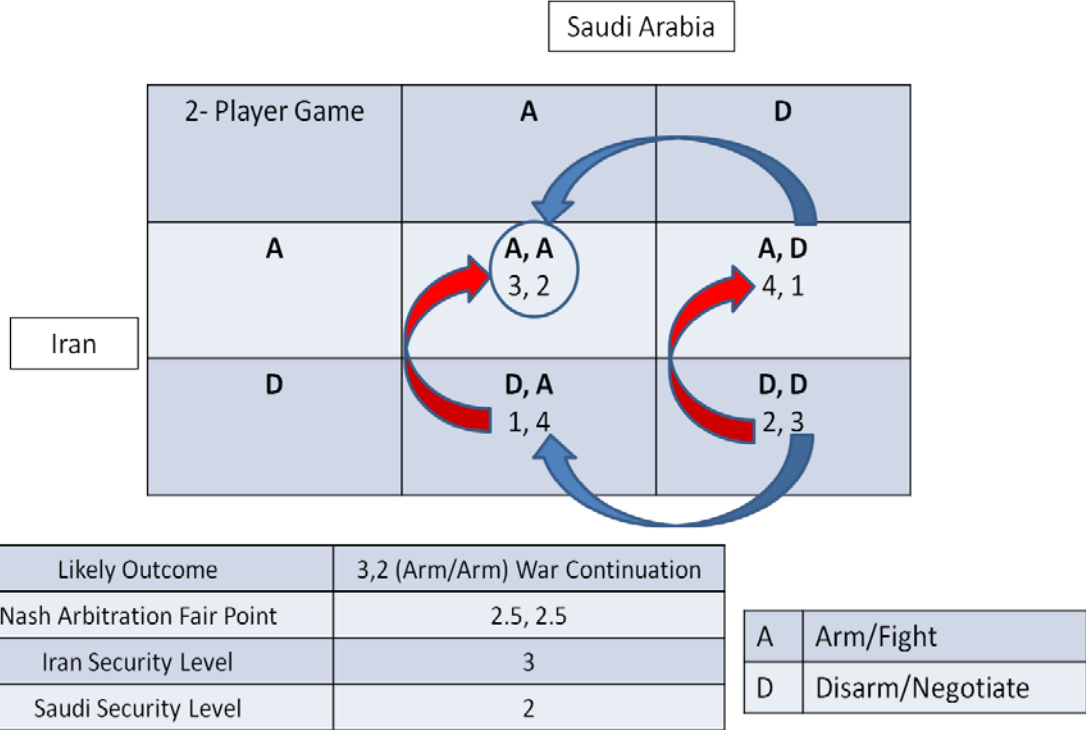 Saudi Arabia
2- Player Game
A
D
Iran
A
A, A
3, 2
A, D
4, 1
D
D, A
1, 4
D, D
2, 3
Likely Outcome
3,2 (Arm/Arm) War Continuation
Nash Arbitration Fair Point
2.5, 2.5
Iran Security Level
3
Saudi Security Level
2
A
Arm/Fight
D
Disarm/Negotiate